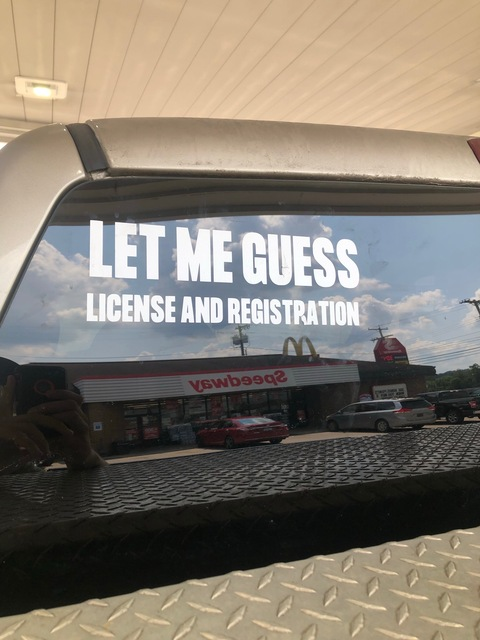 LET ME GUESS
LICENSE AND REGISTRATION
Speedway